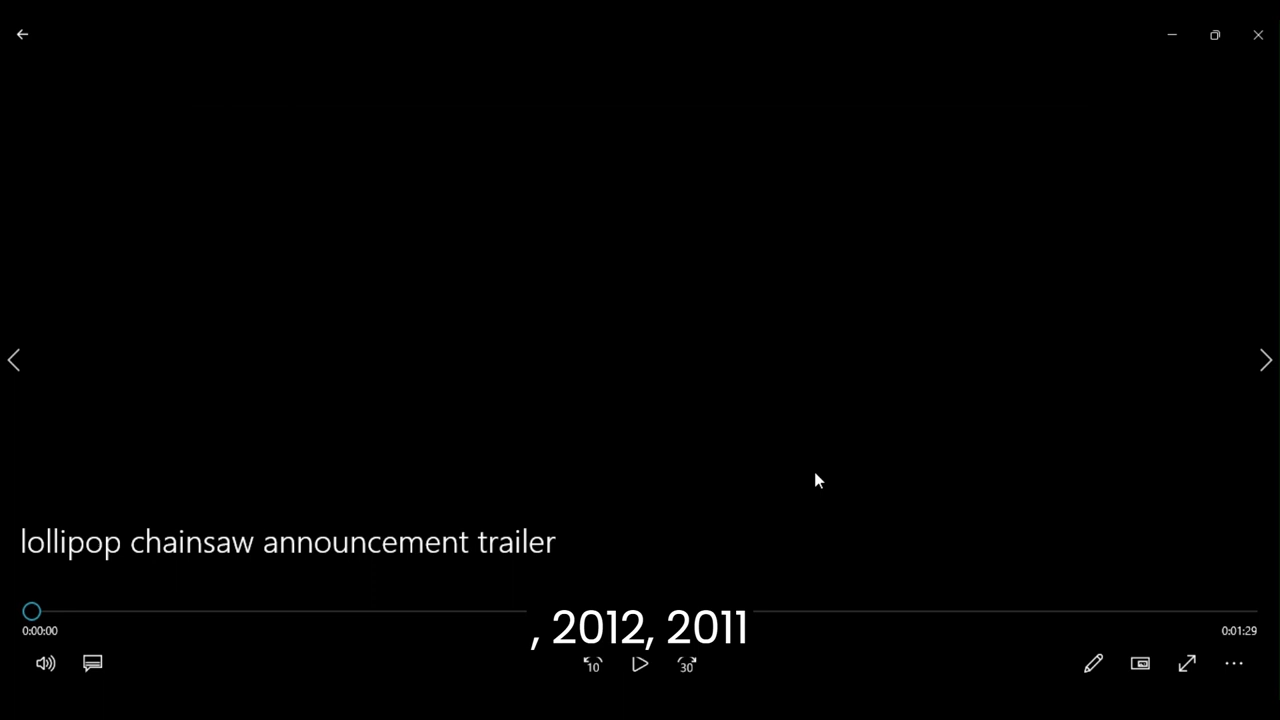 lollipop chainsaw announcement trailer
, 2012, 2011
0:00:00
0:01:29
10
30